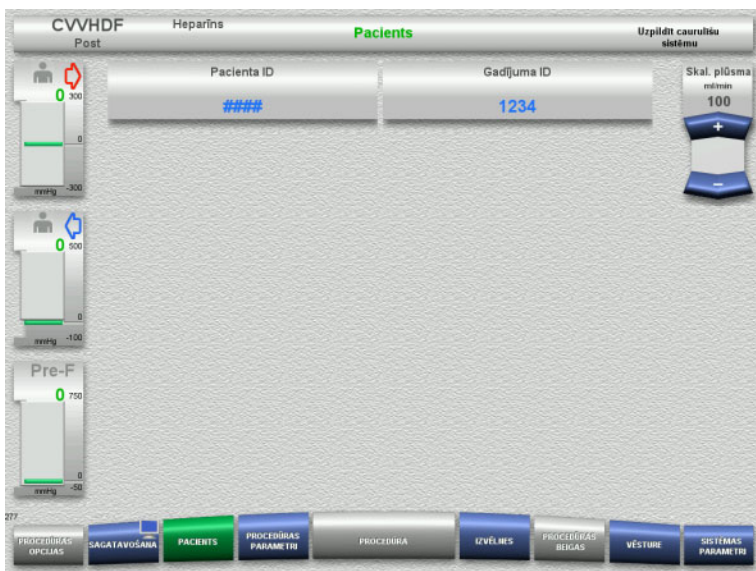 CVVHDF
Post
Heparīns
Pacients
Uzpildīt caurulīšu
sistēmu
0
300
0
-300
mmHg
Pacienta ID
####
Gadījuma ID
1234
Skal. plūsma
ml/min
100
+
−
0
500
0
-100
mmHg
Pre-F
0
750
0
-50
mmHg
277
PROCEDŪRAS
OPCIJAS
SAGATAVOŠANA
PACIENTS
PROCEDŪRAS
PARAMETRI
PROCEDŪRA
IZVĒLNES
PROCEDŪRAS
BEIGAS
VĒSTURE
SISTĒMAS
PARAMETRI